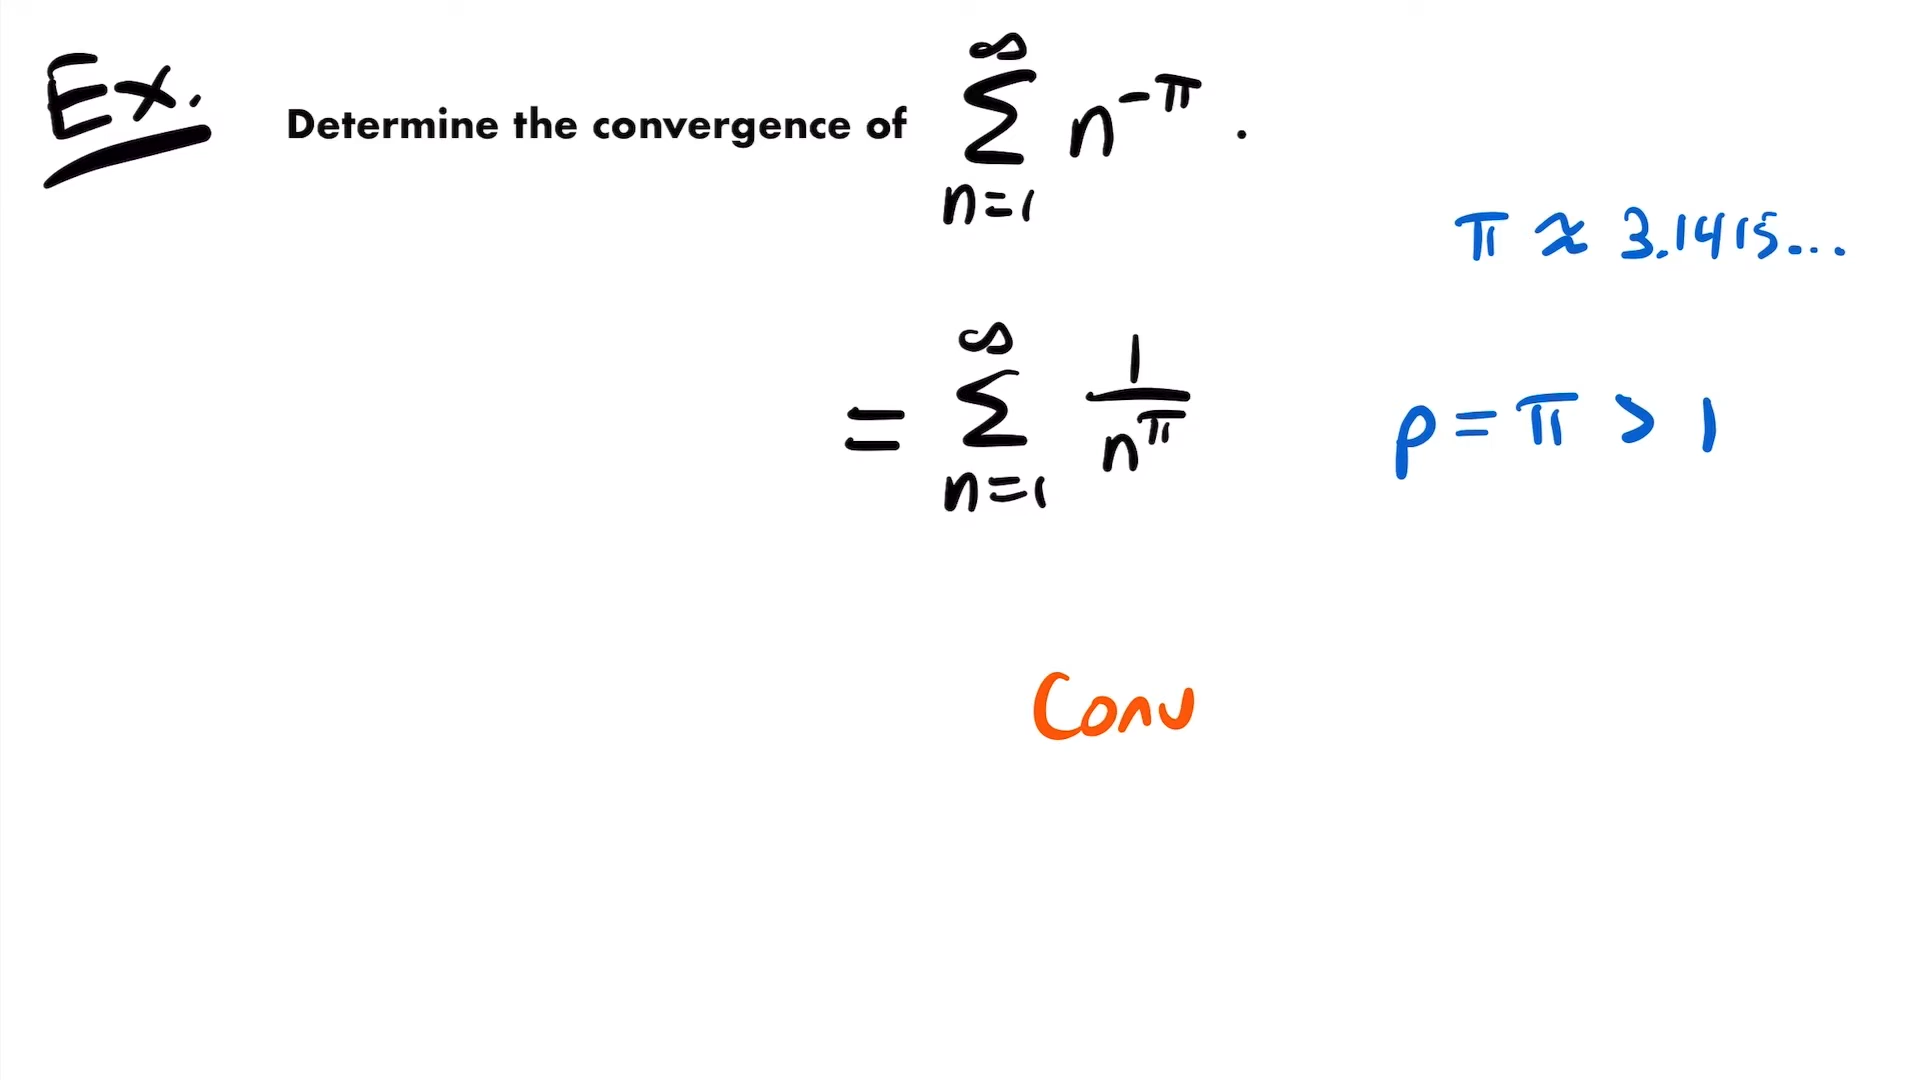 Ex. Determine the convergence of ∞ Σ n=1 n^-π .
π ≈ 3.1415...
= ∞ Σ n=1 1/n^π p = π > 1
Conv